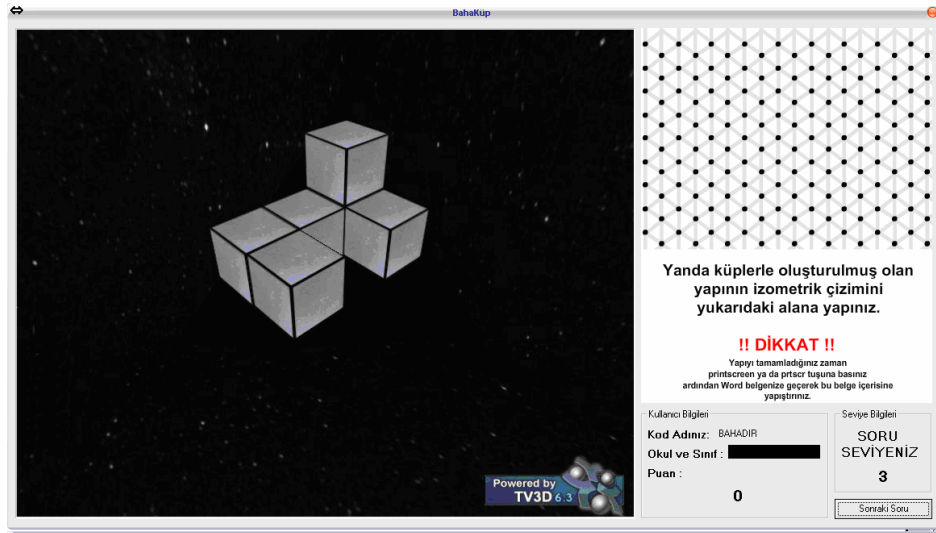 BahaKüp
Yanda küplerle oluşturulmuş olan
yapının izometrik çizimini
yukarıdaki alana yapınız.
!! DİKKAT !!
Yapıyı tamamladığınız zaman
printscreen ya da prtscr tuşuna basınız
ardından Word belgenize geçerek bu belge içerisine
yapıştırınız.
Kullanıcı Bilgileri
Kod Adınız: BAHADIR
Okul ve Sınıf :
Puan :
0
Seviye Bilgileri
SORU
SEVİYENİZ
3
Sonraki Soru
Powered by
TV3D 6.3